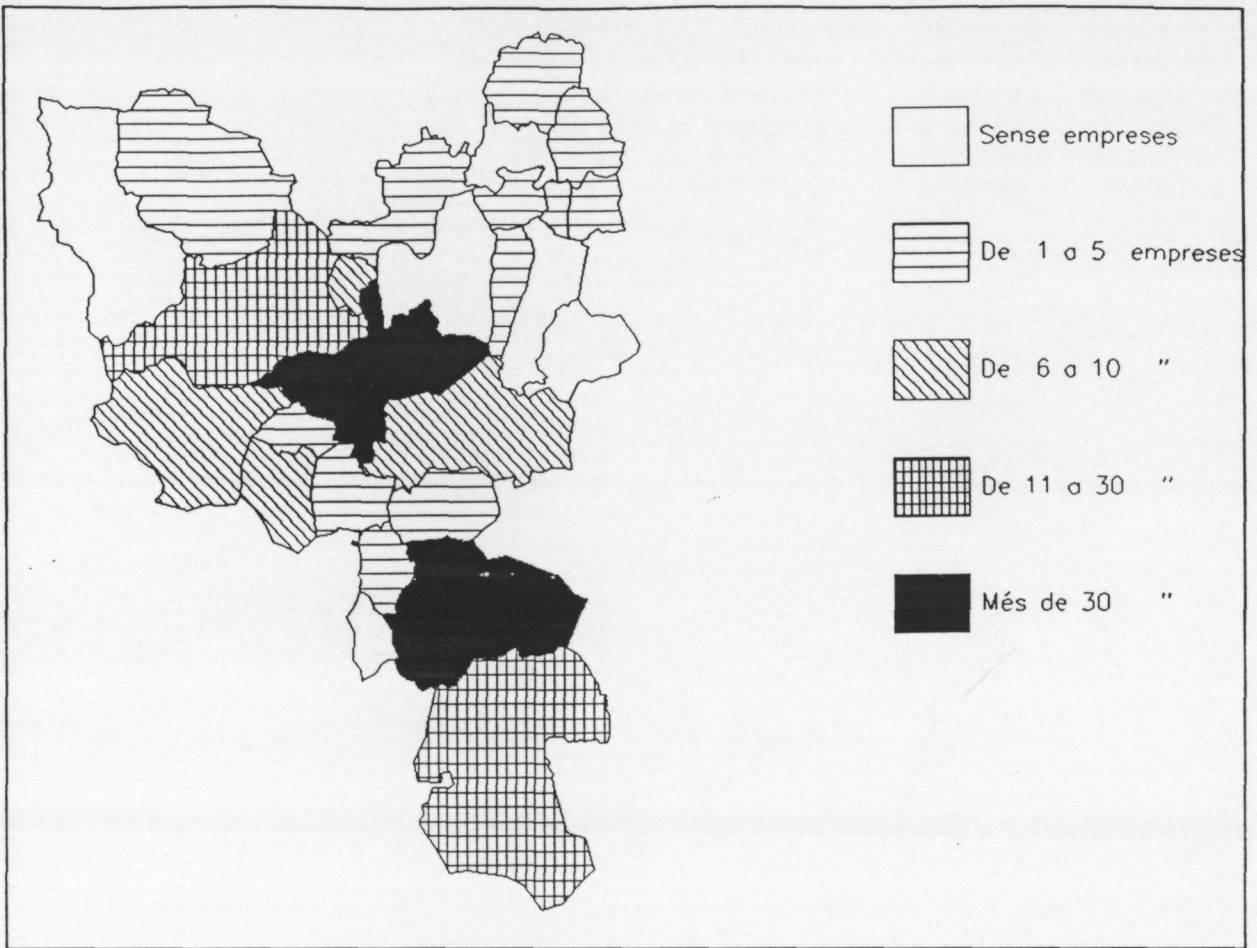 Sense empreses
De 1 a 5 empreses
De 6 a 10 "
De 11 a 30 "
Més de 30 "